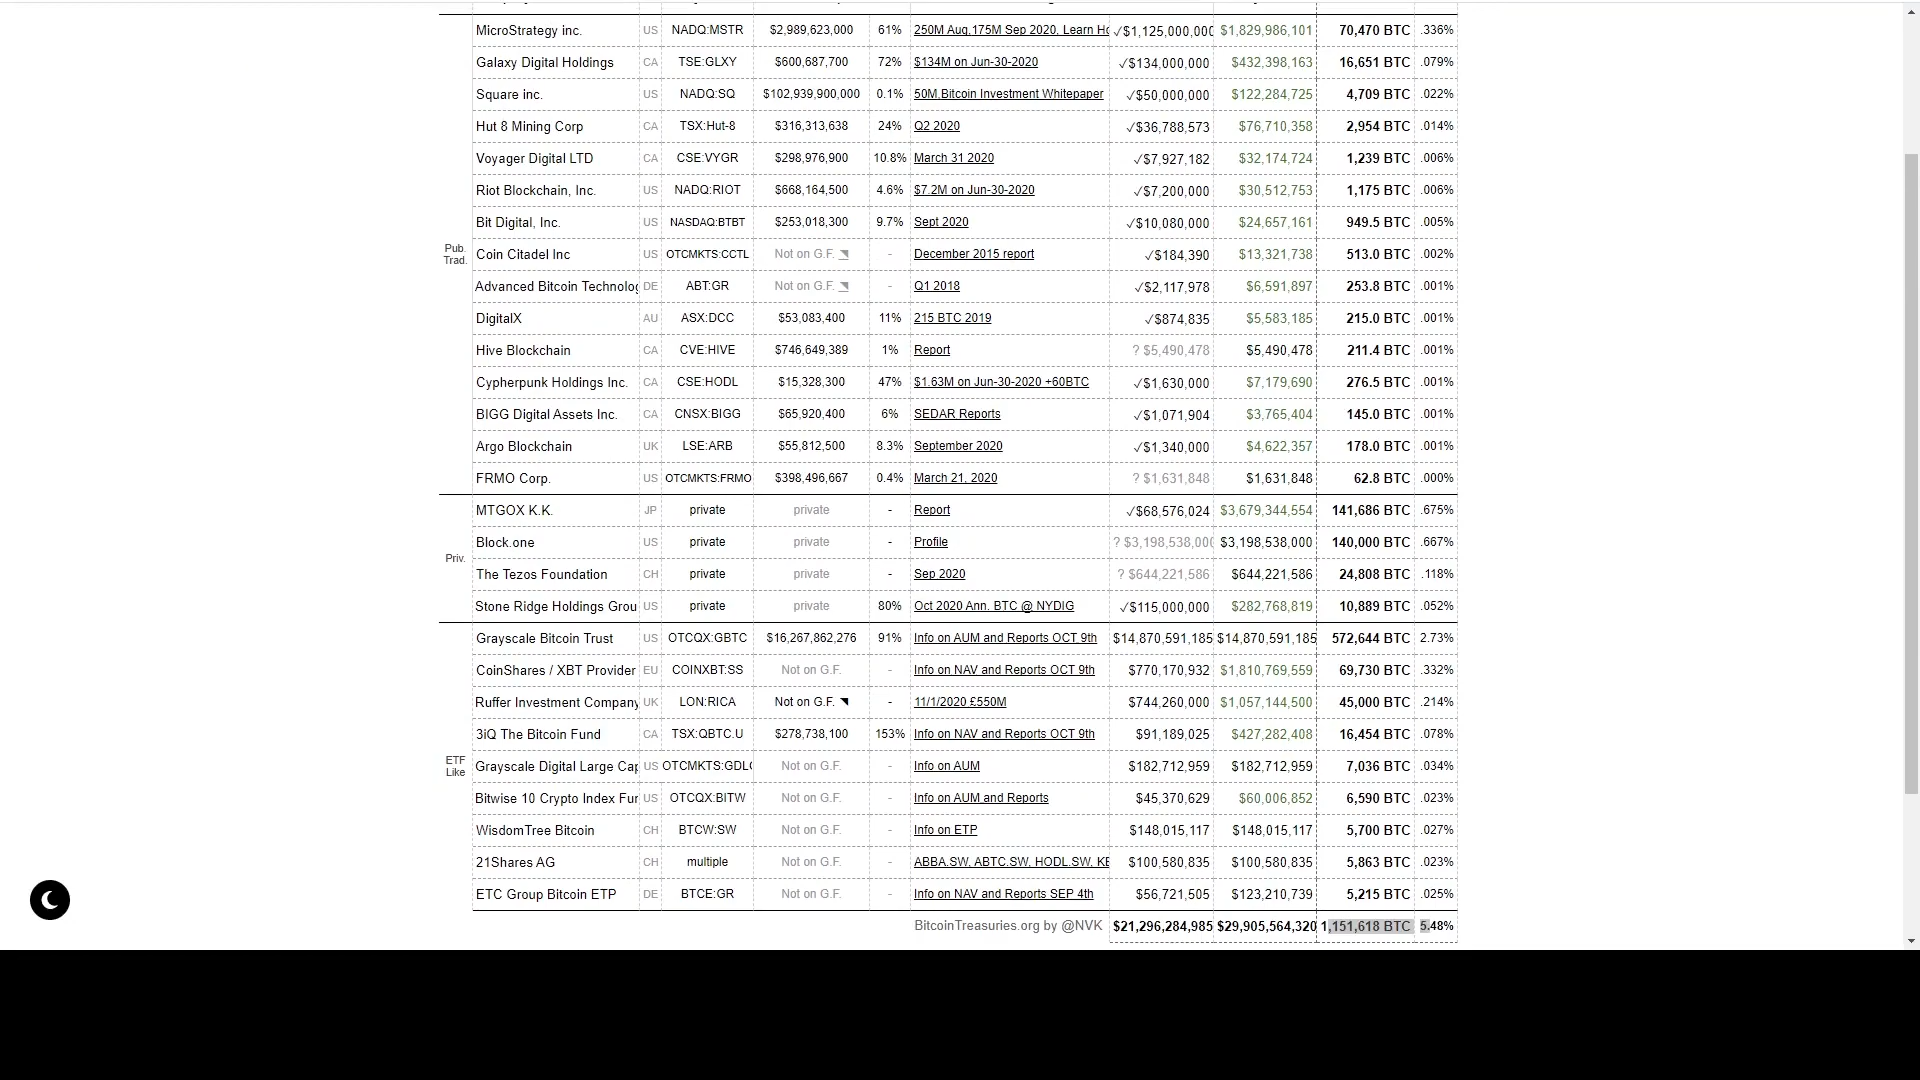 MicroStrategy inc. US NADQ:MSTR $2,989,623,000 61% 250M Aug,175M Sep 2020, Learn Ho ✓$1,125,000,000 $1,829,986,101 70,470 BTC .336%
Galaxy Digital Holdings CA TSE:GLXY $600,687,700 72% $134M on Jun-30-2020 ✓$134,000,000 $432,398,163 16,651 BTC .079%
Square inc. US NADQ:SQ $102,939,900,000 0.1% 50M,Bitcoin Investment Whitepaper ✓$50,000,000 $122,284,725 4,709 BTC .022%
Hut 8 Mining Corp CA TSX:Hut-8 $316,313,638 24% Q2 2020 ✓$36,788,573 $76,710,358 2,954 BTC .014%
Voyager Digital LTD CA CSE:VYGR $298,976,900 10.8% March 31 2020 ✓$7,927,182 $32,174,724 1,239 BTC .006%
Riot Blockchain, Inc. US NADQ:RIOT $668,164,500 4.6% $7.2M on Jun-30-2020 ✓$7,200,000 $30,512,753 1,175 BTC .006%
Bit Digital, Inc. US NASDAQ:BTBT $253,018,300 9.7% Sept 2020 ✓$10,080,000 $24,657,161 949.5 BTC .005%
Pub. Trad.
Coin Citadel Inc US OTCMKTS:CCTL Not on G.F. ◥ - December 2015 report ✓$184,390 $13,321,738 513.0 BTC .002%
Advanced Bitcoin Technolog DE ABT:GR Not on G.F. ◥ - Q1 2018 ✓$2,117,978 $6,591,897 253.8 BTC .001%
DigitalX AU ASX:DCC $53,083,400 11% 215 BTC 2019 ✓$874,835 $5,583,185 215.0 BTC .001%
Hive Blockchain CA CVE:HIVE $746,649,389 1% Report ? $5,490,478 $5,490,478 211.4 BTC .001%
Cypherpunk Holdings Inc. CA CSE:HODL $15,328,300 47% $1.63M on Jun-30-2020 +60BTC ✓$1,630,000 $7,179,690 276.5 BTC .001%
BIGG Digital Assets Inc. CA CNSX:BIGG $65,920,400 6% SEDAR Reports ✓$1,071,904 $3,765,404 145.0 BTC .001%
Argo Blockchain UK LSE:ARB $55,812,500 8.3% September 2020 ✓$1,340,000 $4,622,357 178.0 BTC .001%
FRMO Corp. US OTCMKTS:FRMO $398,496,667 0.4% March 21, 2020 ? $1,631,848 $1,631,848 62.8 BTC .000%
MTGOX K.K. JP private private - Report ✓$68,576,024 $3,679,344,554 141,686 BTC .675%
Block.one US private private - Profile ? $3,198,538,000 $3,198,538,000 140,000 BTC .667%
Priv.
The Tezos Foundation CH private private - Sep 2020 ? $644,221,586 $644,221,586 24,808 BTC .118%
Stone Ridge Holdings Grou US private private 80% Oct 2020 Ann. BTC @ NYDIG ✓$115,000,000 $282,768,819 10,889 BTC .052%
Grayscale Bitcoin Trust US OTCQX:GBTC $16,267,862,276 91% Info on AUM and Reports OCT 9th $14,870,591,185 $14,870,591,185 572,644 BTC 2.73%
CoinShares / XBT Provider EU COINXBT:SS Not on G.F. - Info on NAV and Reports OCT 9th $770,170,932 $1,810,769,559 69,730 BTC .332%
Ruffer Investment Company UK LON:RICA Not on G.F. ◥ - 11/1/2020 £550M $744,260,000 $1,057,144,500 45,000 BTC .214%
3iQ The Bitcoin Fund CA TSX:QBTC.U $278,738,100 153% Info on NAV and Reports OCT 9th $91,189,025 $427,282,408 16,454 BTC .078%
ETF Like
Grayscale Digital Large Cap US OTCMKTS:GDLC Not on G.F. - Info on AUM $182,712,959 $182,712,959 7,036 BTC .034%
Bitwise 10 Crypto Index Fun US OTCQX:BITW Not on G.F. - Info on AUM and Reports $45,370,629 $60,006,852 6,590 BTC .023%
WisdomTree Bitcoin CH BTCW:SW Not on G.F. - Info on ETP $148,015,117 $148,015,117 5,700 BTC .027%
21Shares AG CH multiple Not on G.F. - ABBA.SW, ABTC.SW, HODL.SW, KE $100,580,835 $100,580,835 5,863 BTC .023%
ETC Group Bitcoin ETP DE BTCE:GR Not on G.F. - Info on NAV and Reports SEP 4th $56,721,505 $123,210,739 5,215 BTC .025%
BitcoinTreasuries.org by @NVK $21,296,284,985 $29,905,564,320 1,151,618 BTC 5.48%